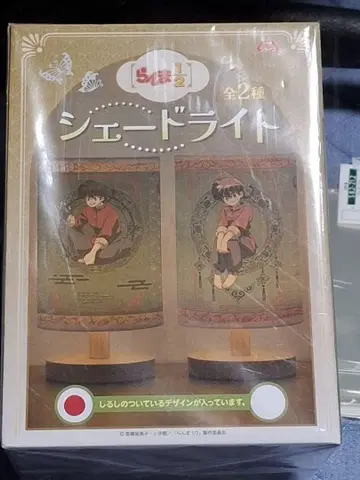 らんま1/2
全2種
シェードライト
しるしのついているデザインが入っています。